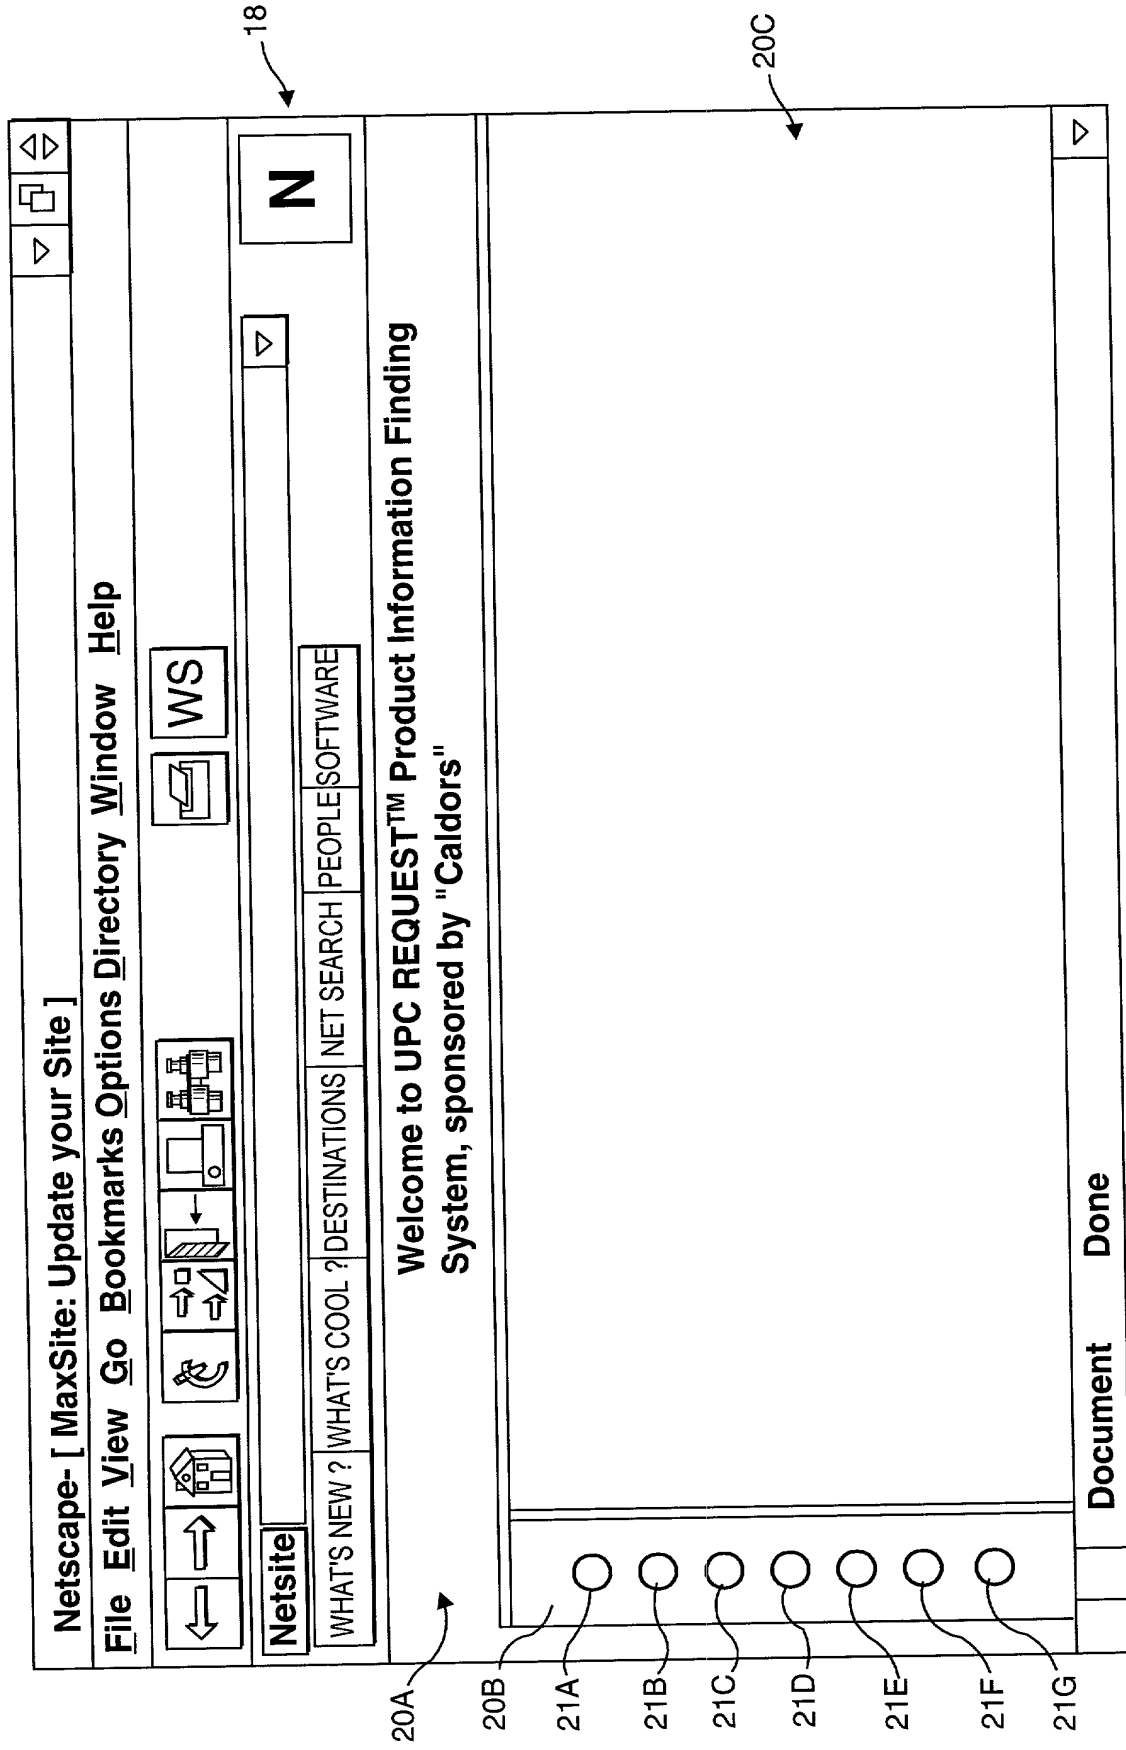 Netscape- [ MaxSite: Update your Site ]
File Edit View Go Bookmarks Options Directory Window Help
WS
Netsite
N
18
WHAT'S NEW ? WHAT'S COOL ? DESTINATIONS NET SEARCH PEOPLE SOFTWARE
Welcome to UPC REQUEST™ Product Information Finding
System, sponsored by "Caldors"
20A
20B
21A
21B
21C
21D
21E
21F
21G
20C
Document Done